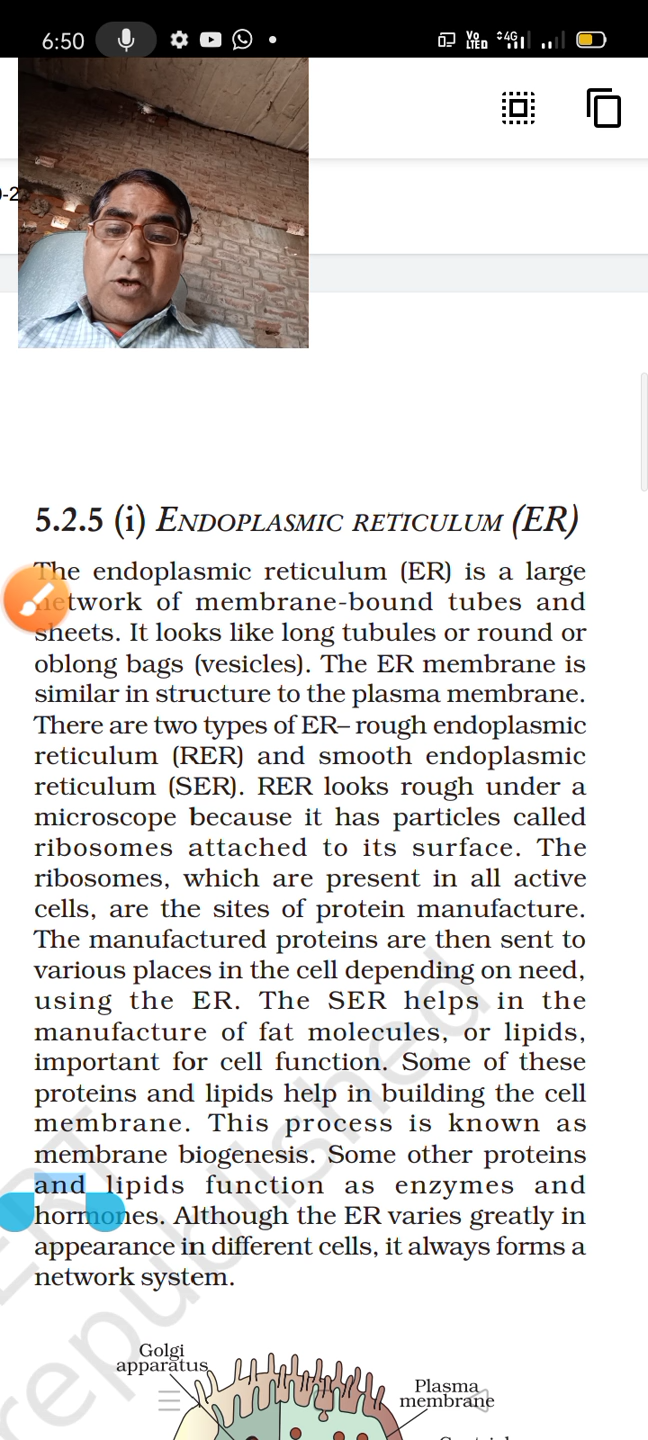 6:50
Vo
LTED
4G
5.2.5 (i) ENDOPLASMIC RETICULUM (ER)
The endoplasmic reticulum (ER) is a large
network of membrane-bound tubes and
sheets. It looks like long tubules or round or
oblong bags (vesicles). The ER membrane is
similar in structure to the plasma membrane.
There are two types of ER– rough endoplasmic
reticulum (RER) and smooth endoplasmic
reticulum (SER). RER looks rough under a
microscope because it has particles called
ribosomes attached to its surface. The
ribosomes, which are present in all active
cells, are the sites of protein manufacture.
The manufactured proteins are then sent to
various places in the cell depending on need,
using the ER. The SER helps in the
manufacture of fat molecules, or lipids,
important for cell function. Some of these
proteins and lipids help in building the cell
membrane. This process is known as
membrane biogenesis. Some other proteins
and lipids function as enzymes and
hormones. Although the ER varies greatly in
appearance in different cells, it always forms a
network system.
republished
Golgi
apparatus
Plasma
membrane